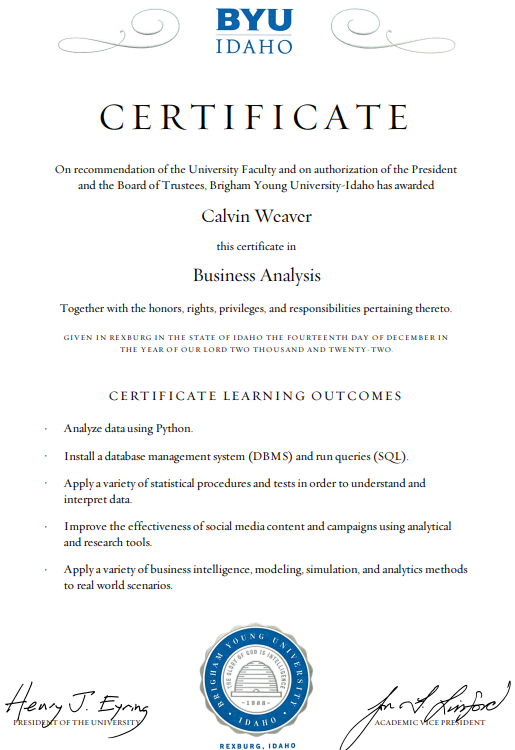 BYU
IDAHO
CERTIFICATE
On recommendation of the University Faculty and on authorization of the President
and the Board of Trustees, Brigham Young University-Idaho has awarded
Calvin Weaver
this certificate in
Business Analysis
Together with the honors, rights, privileges, and responsibilities pertaining thereto.
GIVEN IN REXBURG IN THE STATE OF IDAHO THE FOURTEENTH DAY OF DECEMBER IN
THE YEAR OF OUR LORD TWO THOUSAND AND TWENTY-TWO.
CERTIFICATE LEARNING OUTCOMES
· Analyze data using Python.
· Install a database management system (DBMS) and run queries (SQL).
· Apply a variety of statistical procedures and tests in order to understand and
interpret data.
· Improve the effectiveness of social media content and campaigns using analytical
and research tools.
· Apply a variety of business intelligence, modeling, simulation, and analytics methods
to real world scenarios.
BRIGHAM YOUNG UNIVERSITY
THE GLORY OF GOD IS INTELLIGENCE
1888
IDAHO
REXBURG, IDAHO
Henry J. Eyring
PRESIDENT OF THE UNIVERSITY
ACADEMIC VICE PRESIDENT